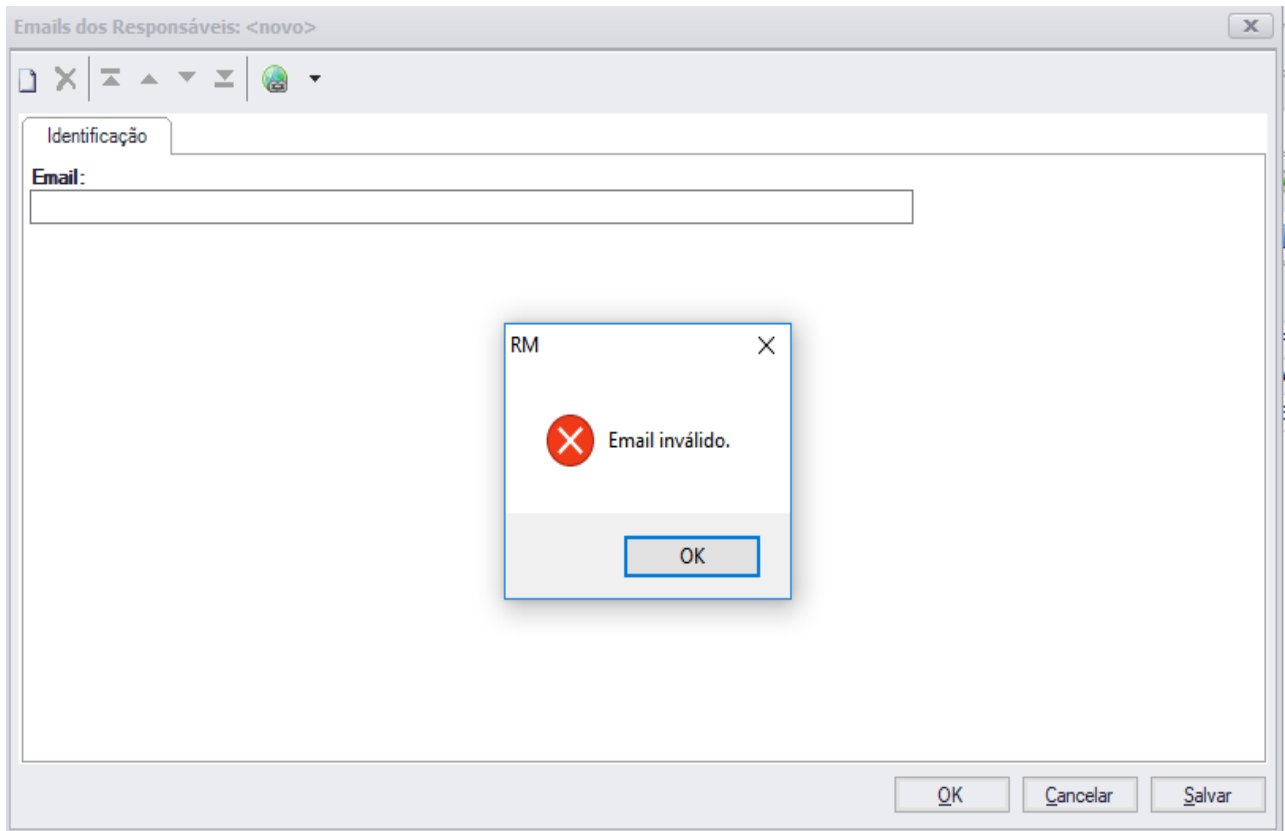 Emails dos Responsáveis: <novo>
Identificação
Email:
RM
Email inválido.
OK
OK Cancelar Salvar